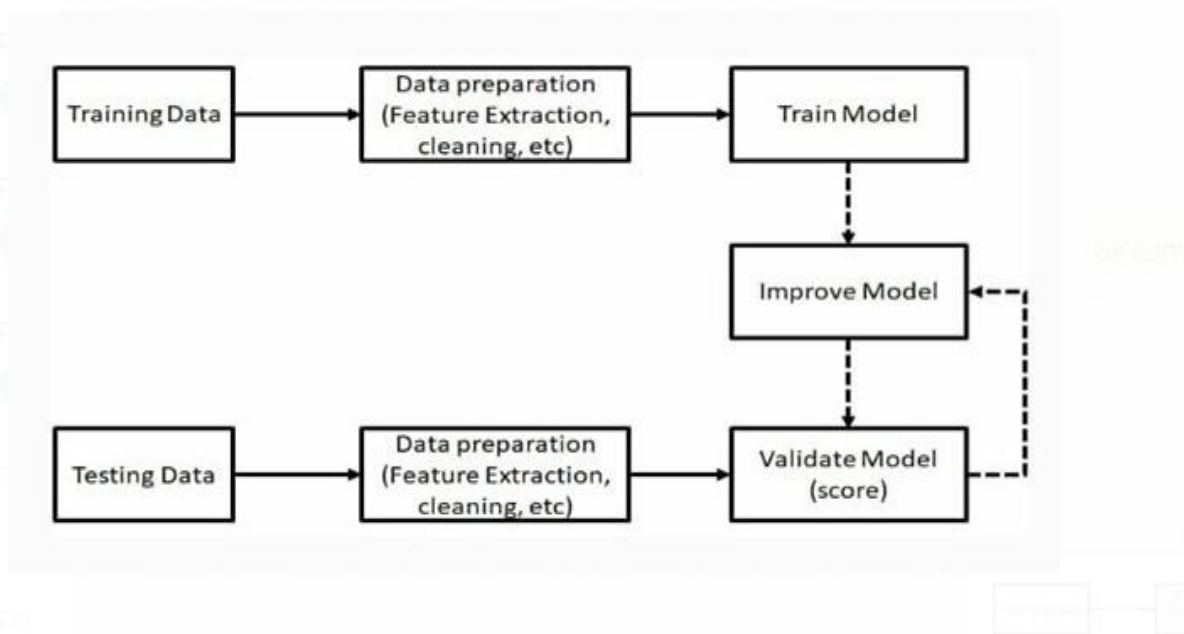 Training Data
Data preparation
(Feature Extraction,
cleaning, etc)
Train Model
Improve Model
Testing Data
Data preparation
(Feature Extraction,
cleaning, etc)
Validate Model
(score)